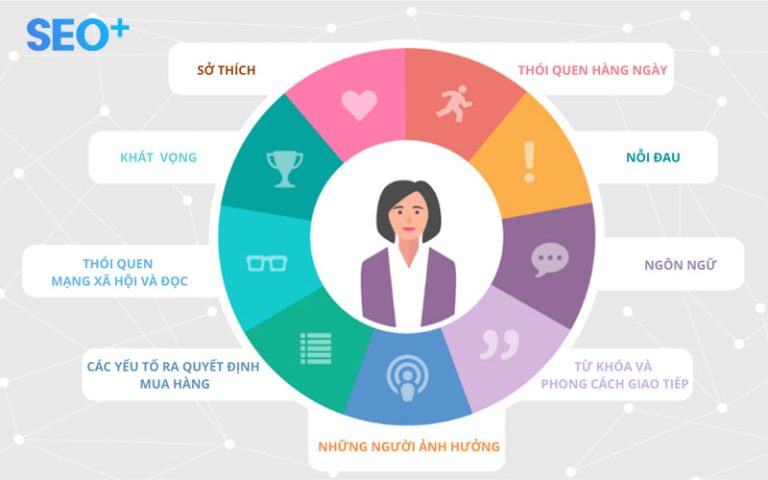 SEO+
SỞ THÍCH
THÓI QUEN HÀNG NGÀY
KHÁT VỌNG
NỖI ĐAU
THÓI QUEN
MẠNG XÃ HỘI VÀ ĐỌC
NGÔN NGỮ
CÁC YẾU TỐ RA QUYẾT ĐỊNH
MUA HÀNG
TỪ KHÓA VÀ
PHONG CÁCH GIAO TIẾP
NHỮNG NGƯỜI ẢNH HƯỞNG